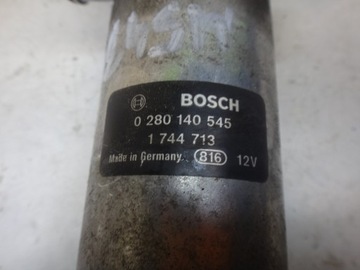 BOSCH
0 280 140 545
1 744 713
Made in Germany 816 12V